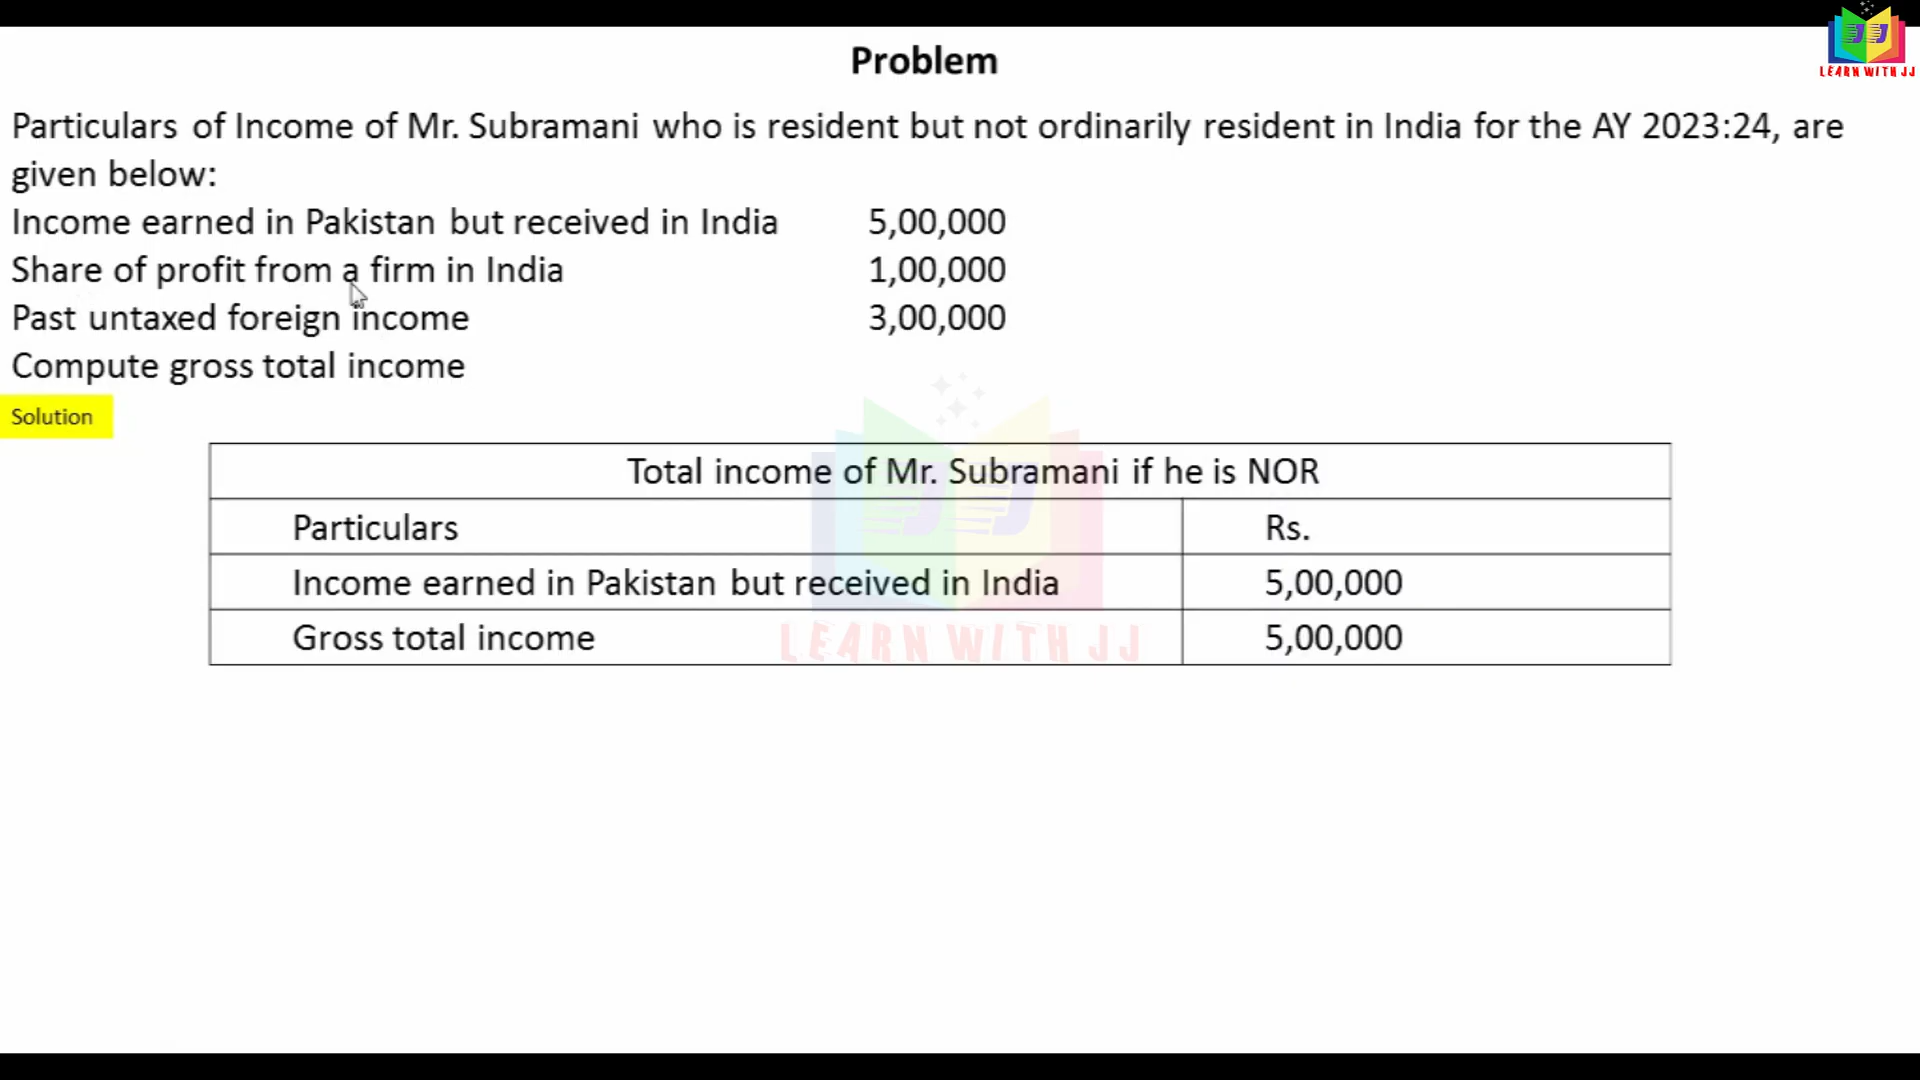 LEARN WITH JJ
Problem
Particulars of Income of Mr. Subramani who is resident but not ordinarily resident in India for the AY 2023:24, are
given below:
Income earned in Pakistan but received in India 5,00,000
Share of profit from a firm in India 1,00,000
Past untaxed foreign income 3,00,000
Compute gross total income
Solution
Total income of Mr. Subramani if he is NOR
Particulars Rs.
Income earned in Pakistan but received in India 5,00,000
Gross total income 5,00,000
LEARN WITH JJ